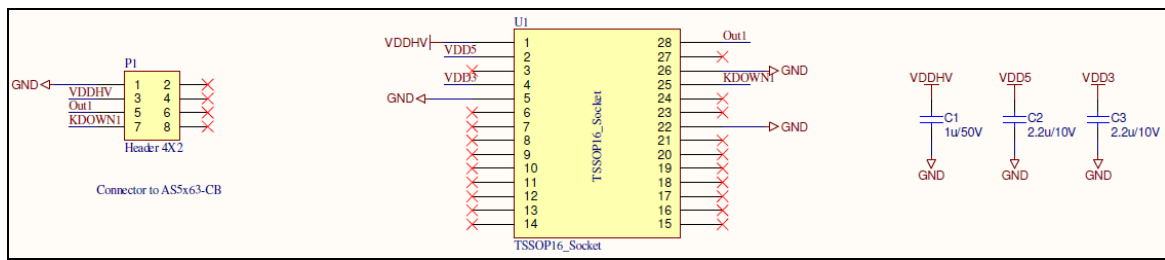 P1
GND 1 2
VDDHV 3 4
Out1 5 6
KDOWN1 7 8
Header 4X2
Connector to AS5x63-CB
U1
VDDHV 1 28 Out1
VDD5 2 27
3 26 GND
VDD3 4 25 KDOWN1
GND 5 24
6 23
7 22 GND
8 21
9 20
10 19
11 18
12 17
13 16
14 15
TSSOP16_Socket
TSSOP16_Socket
VDDHV VDD5 VDD3
C1 C2 C3
1u/50V 2.2u/10V 2.2u/10V
GND GND GND